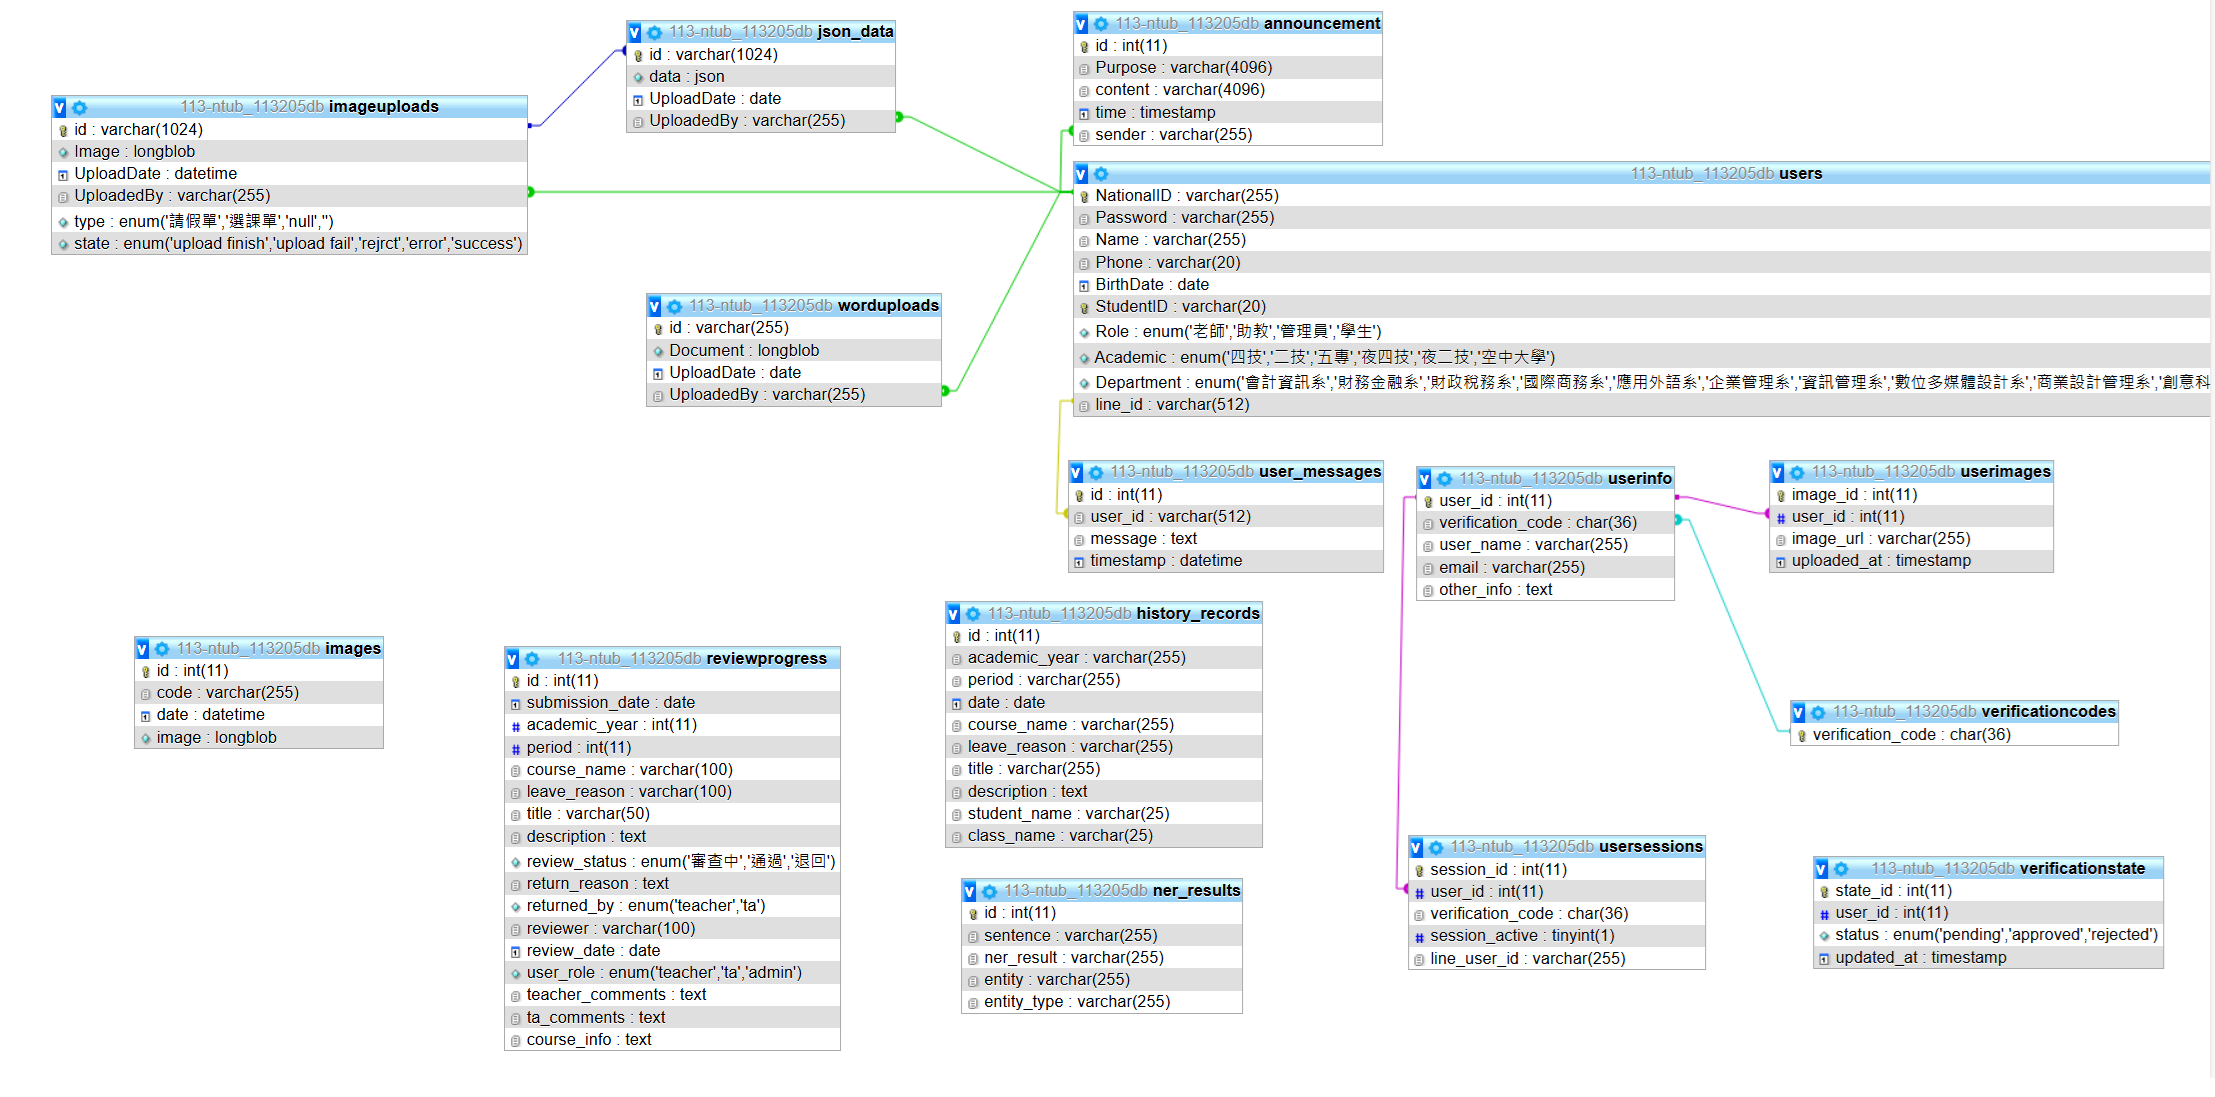 113-ntub_113205db json_data
id : varchar(1024)
data : json
UploadDate : date
UploadedBy : varchar(255)
113-ntub_113205db announcement
id : int(11)
Purpose : varchar(4096)
content : varchar(4096)
time : timestamp
sender : varchar(255)
113-ntub_113205db imageuploads
id : varchar(1024)
Image : longblob
UploadDate : datetime
UploadedBy : varchar(255)
type : enum('請假單','選課單','null','')
state : enum('upload finish','upload fail','rejrct','error','success')
113-ntub_113205db users
NationalID : varchar(255)
Password : varchar(255)
Name : varchar(255)
Phone : varchar(20)
BirthDate : date
StudentID : varchar(20)
Role : enum('老師','助教','管理員','學生')
Academic : enum('四技','二技','五專','夜四技','夜二技','空中大學')
Department : enum('會計資訊系','財務金融系','財政稅務系','國際商務系','應用外語系','企業管理系','資訊管理系','數位多媒體設計系','商業設計管理系','創意科
line_id : varchar(512)
113-ntub_113205db worduploads
id : varchar(255)
Document : longblob
UploadDate : date
UploadedBy : varchar(255)
113-ntub_113205db user_messages
id : int(11)
user_id : varchar(512)
message : text
timestamp : datetime
113-ntub_113205db userinfo
user_id : int(11)
verification_code : char(36)
user_name : varchar(255)
email : varchar(255)
other_info : text
113-ntub_113205db userimages
image_id : int(11)
user_id : int(11)
image_url : varchar(255)
uploaded_at : timestamp
113-ntub_113205db images
id : int(11)
code : varchar(255)
date : datetime
image : longblob
113-ntub_113205db reviewprogress
id : int(11)
submission_date : date
academic_year : int(11)
period : int(11)
course_name : varchar(100)
leave_reason : varchar(100)
title : varchar(50)
description : text
review_status : enum('審查中','通過','退回')
return_reason : text
returned_by : enum('teacher','ta')
reviewer : varchar(100)
review_date : date
user_role : enum('teacher','ta','admin')
teacher_comments : text
ta_comments : text
course_info : text
113-ntub_113205db history_records
id : int(11)
academic_year : varchar(255)
period : varchar(255)
date : date
course_name : varchar(255)
leave_reason : varchar(255)
title : varchar(255)
description : text
student_name : varchar(25)
class_name : varchar(25)
113-ntub_113205db ner_results
id : int(11)
sentence : varchar(255)
ner_result : varchar(255)
entity : varchar(255)
entity_type : varchar(255)
113-ntub_113205db verificationcodes
verification_code : char(36)
113-ntub_113205db usersessions
session_id : int(11)
user_id : int(11)
verification_code : char(36)
session_active : tinyint(1)
line_user_id : varchar(255)
113-ntub_113205db verificationstate
state_id : int(11)
user_id : int(11)
status : enum('pending','approved','rejected')
updated_at : timestamp